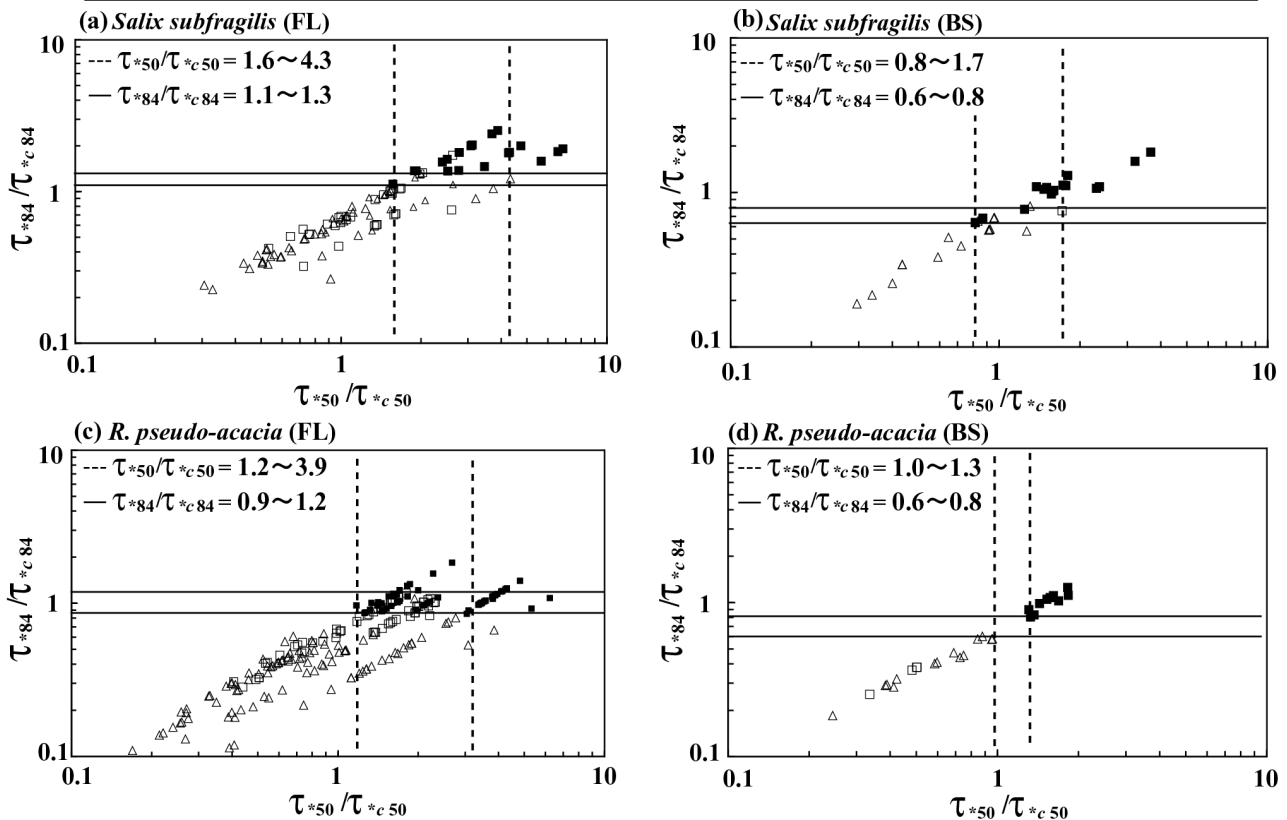 (a) Salix subfragilis (FL)
τ*50/τ*c 50 = 1.6～4.3
τ*84/τ*c 84 = 1.1～1.3
τ*84/τ*c 84
10
1
0.1
0.1
1
10
τ*50/τ*c 50
(b) Salix subfragilis (BS)
τ*50/τ*c 50 = 0.8～1.7
τ*84/τ*c 84 = 0.6～0.8
τ*84/τ*c 84
10
1
0.1
0.1
1
10
τ*50/τ*c 50
(c) R. pseudo-acacia (FL)
τ*50/τ*c 50 = 1.2～3.9
τ*84/τ*c 84 = 0.9～1.2
τ*84/τ*c 84
10
1
0.1
0.1
1
10
τ*50/τ*c 50
(d) R. pseudo-acacia (BS)
τ*50/τ*c 50 = 1.0～1.3
τ*84/τ*c 84 = 0.6～0.8
τ*84/τ*c 84
10
1
0.1
0.1
1
10
τ*50/τ*c 50